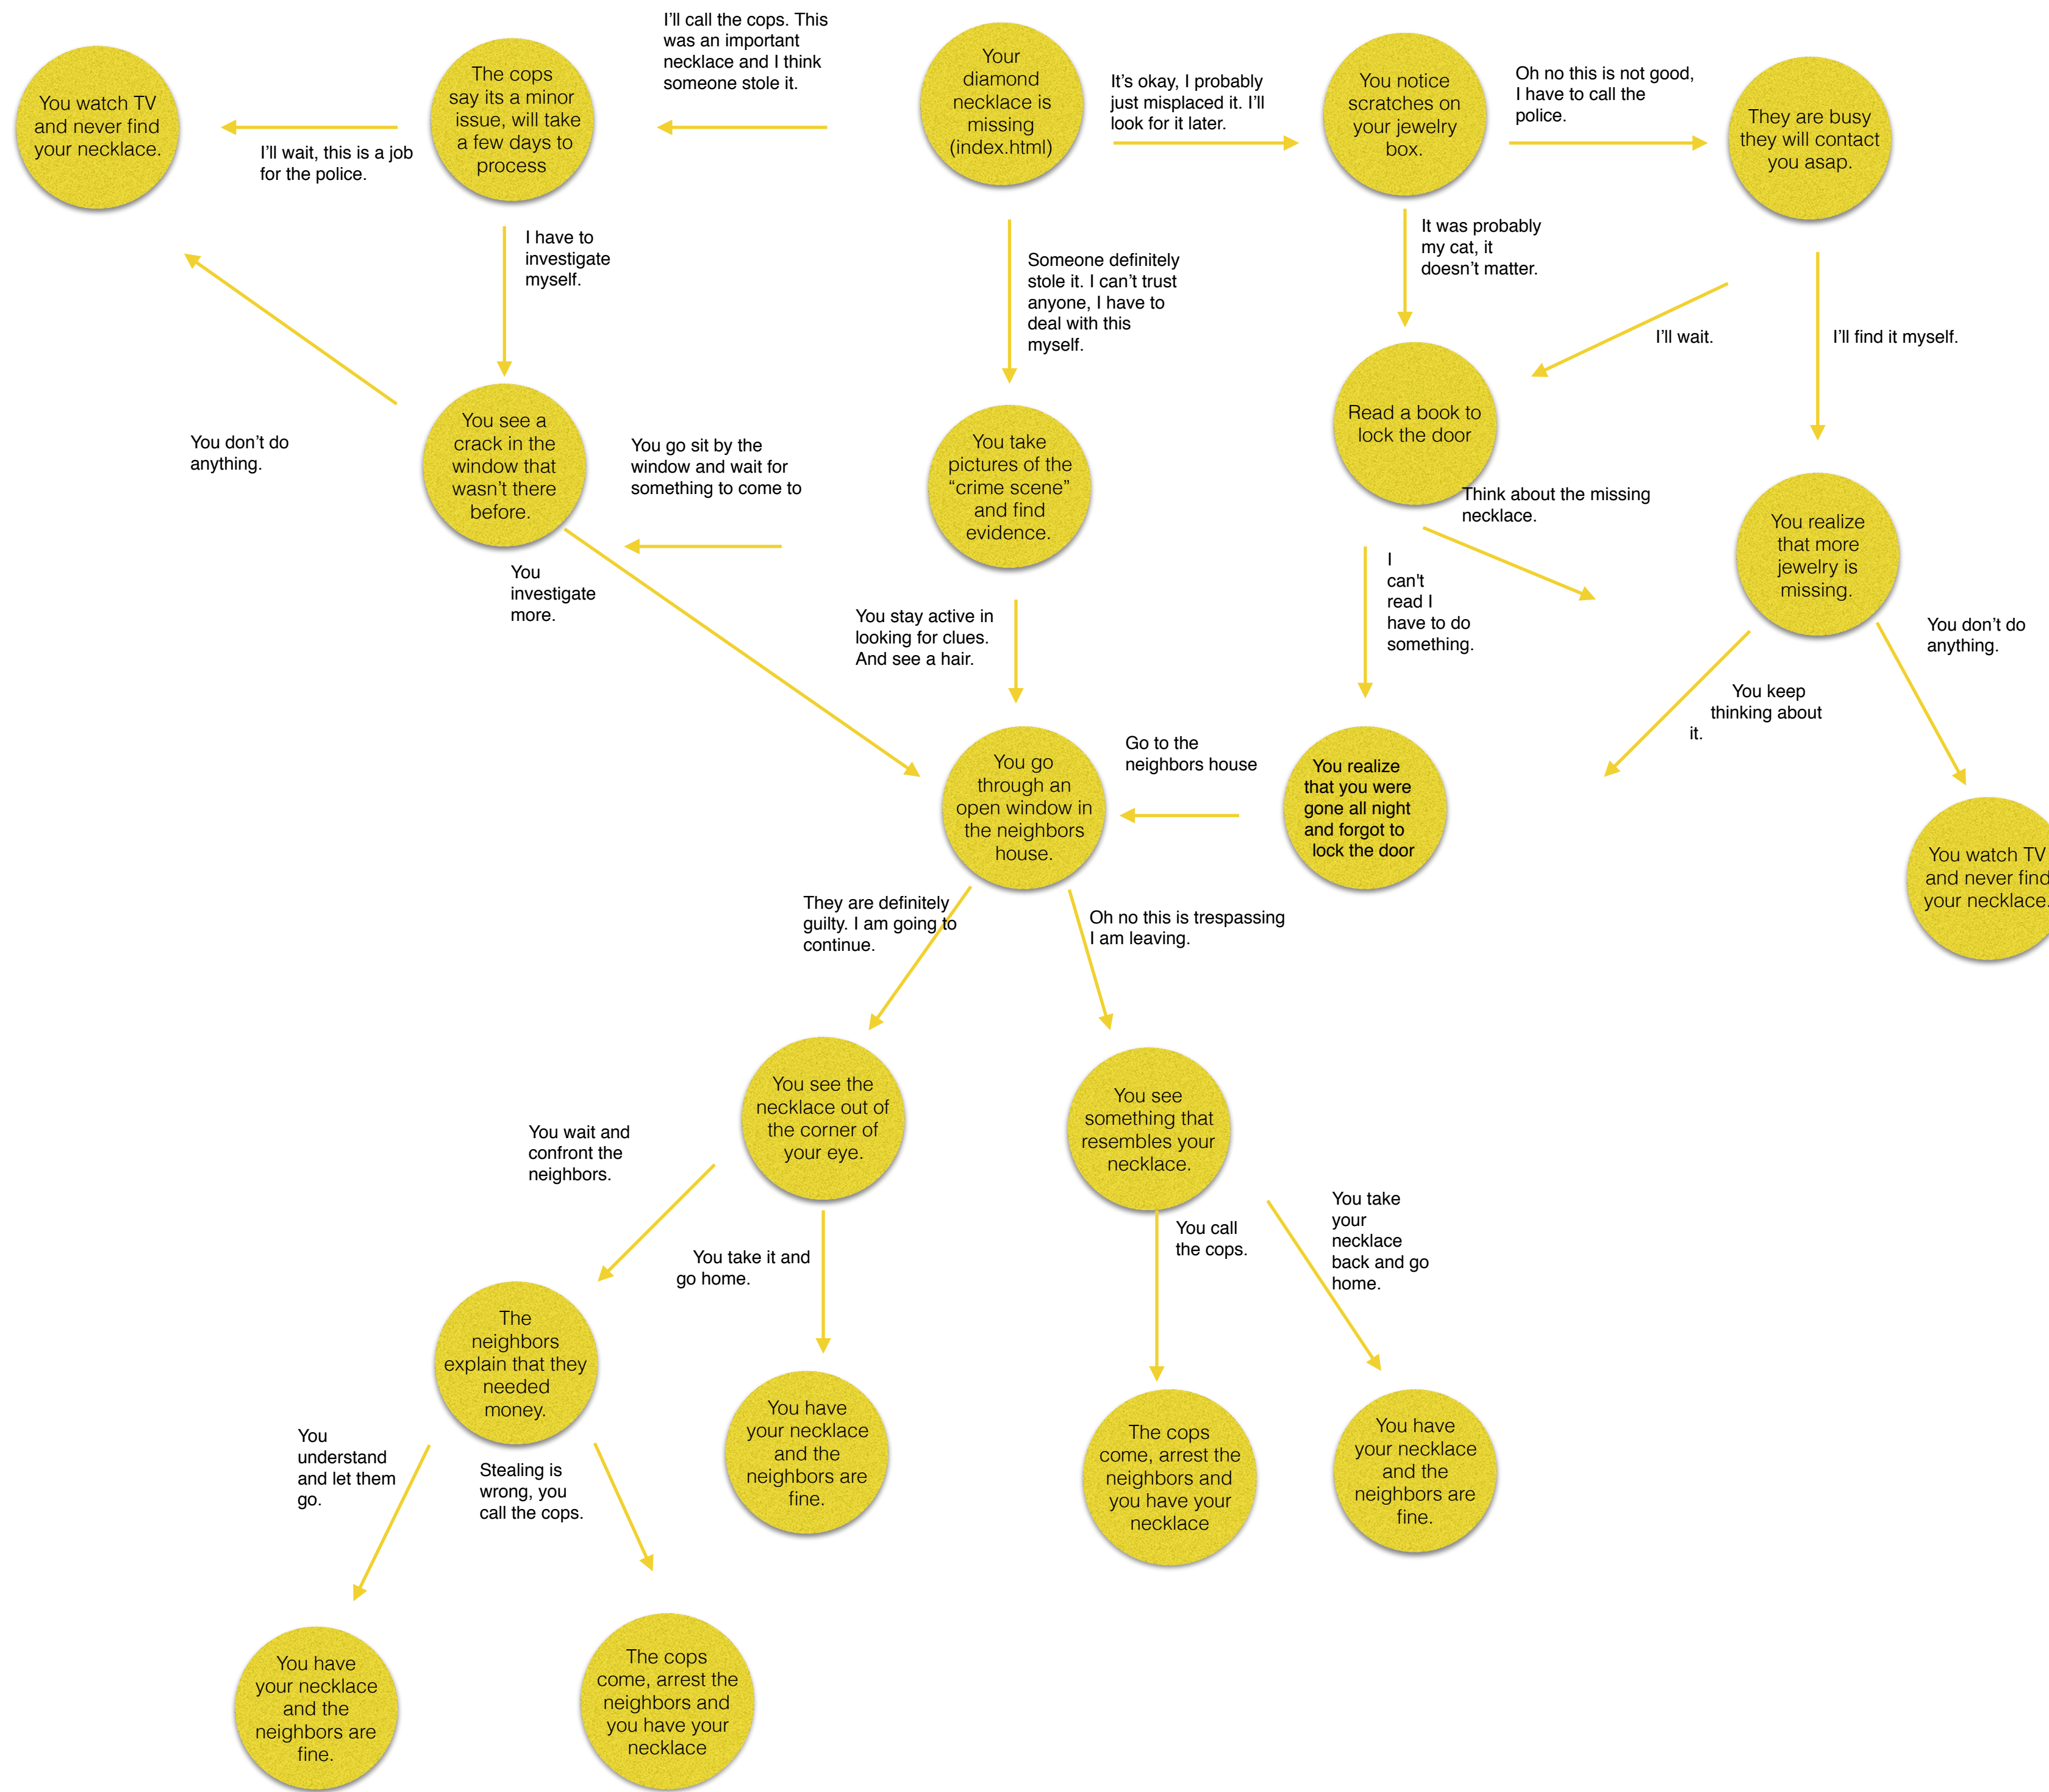 I’ll call the cops. This
was an important
necklace and I think
someone stole it.
You watch TV
and never find
your necklace.
The cops
say its a minor
issue, will take
a few days to
process
Your
diamond
necklace is
missing
(index.html)
It’s okay, I probably
just misplaced it. I’ll
look for it later.
You notice
scratches on
your jewelry
box.
Oh no this is not good,
I have to call the
police.
They are busy
they will contact
you asap.
I’ll wait, this is a job
for the police.
I have to
investigate
myself.
Someone definitely
stole it. I can’t trust
anyone, I have to
deal with this
myself.
It was probably
my cat, it
doesn’t matter.
I’ll wait.
I’ll find it myself.
You don’t do
anything.
You see a
crack in the
window that
wasn’t there
before.
You go sit by the
window and wait for
something to come to
You take
pictures of the
“crime scene”
and find
evidence.
Read a book to
lock the door
Think about the missing
necklace.
You realize
that more
jewelry is
missing.
You
investigate
more.
You stay active in
looking for clues.
And see a hair.
I
can't
read I
have to do
something.
You don’t do
anything.
You keep
thinking about
it.
You go
through an
open window in
the neighbors
house.
Go to the
neighbors house
You realize
that you were
gone all night
and forgot to
lock the door
You watch TV
and never find
your necklace.
They are definitely
guilty. I am going to
continue.
Oh no this is trespassing
I am leaving.
You see the
necklace out of
the corner of
your eye.
You see
something that
resembles your
necklace.
You wait and
confront the
neighbors.
You take it and
go home.
You call
the cops.
You take
your
necklace
back and go
home.
The
neighbors
explain that they
needed
money.
You have
your necklace
and the
neighbors are
fine.
The cops
come, arrest the
neighbors and
you have your
necklace
You have
your necklace
and the
neighbors are
fine.
You
understand
and let them
go.
Stealing is
wrong, you
call the cops.
You have
your necklace
and the
neighbors are
fine.
The cops
come, arrest the
neighbors and
you have your
necklace